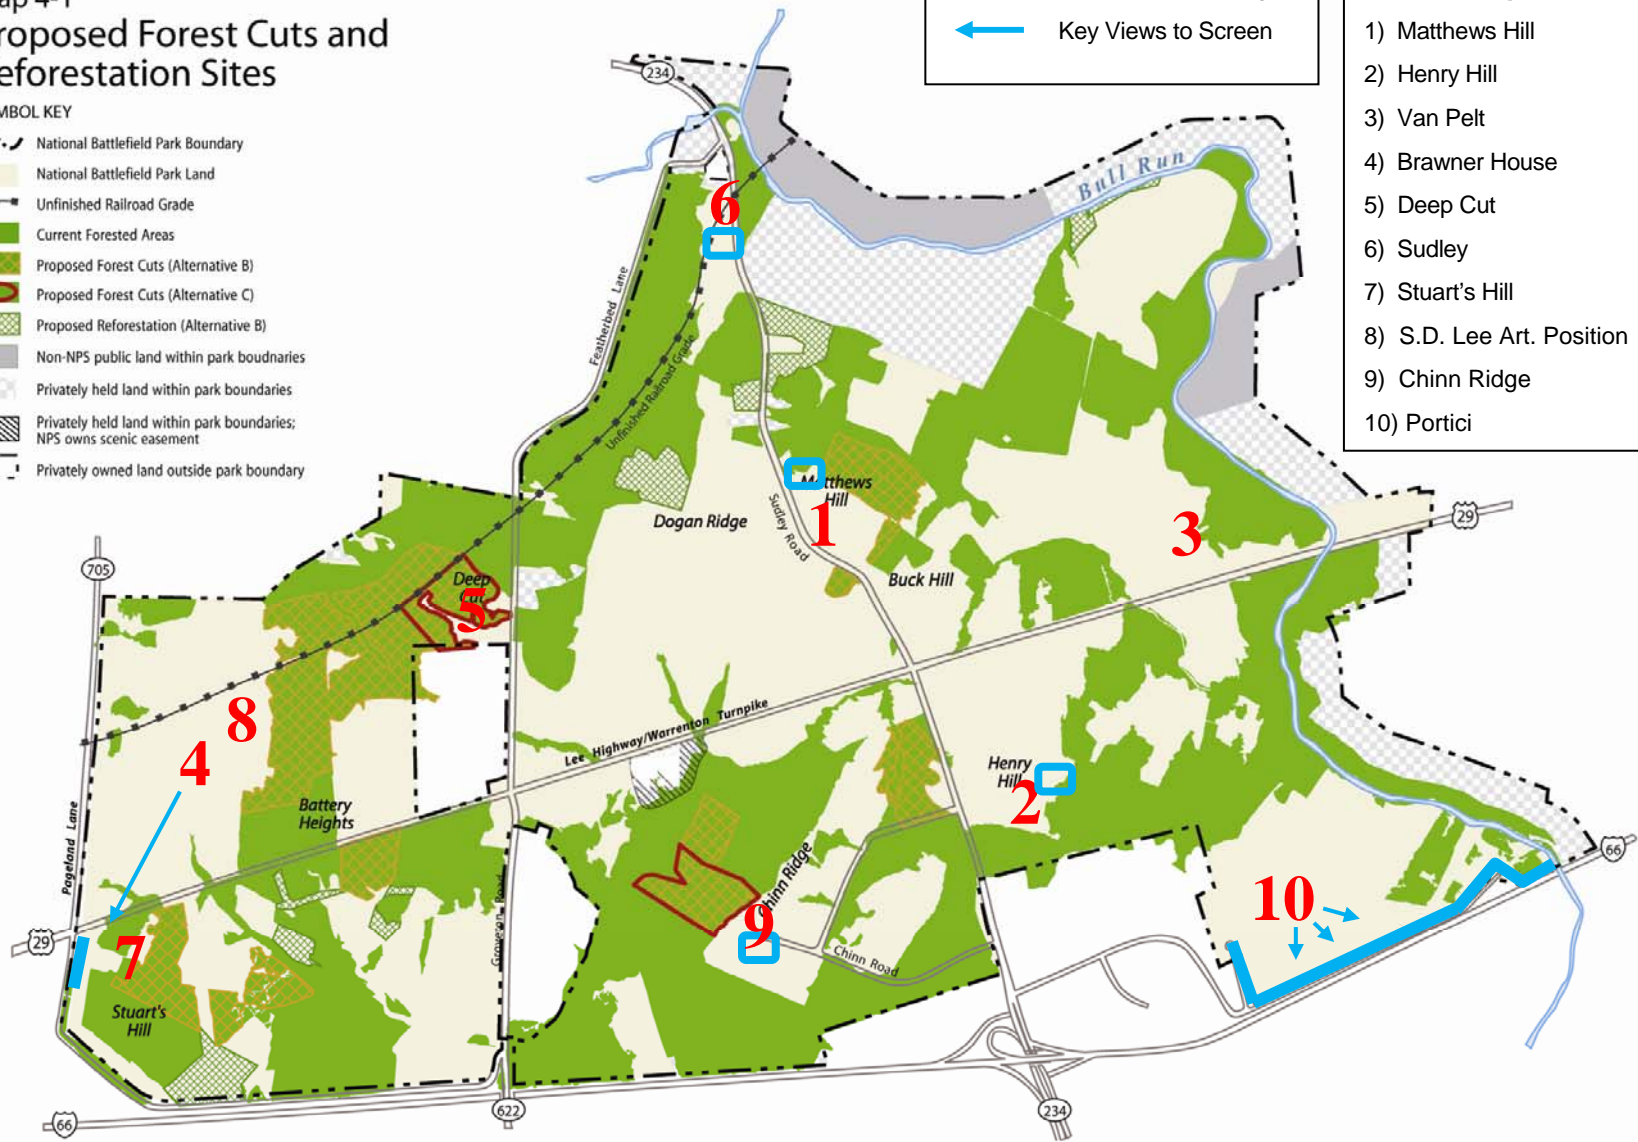 roposed Forest Cuts and
eforestation Sites
MBOL KEY
National Battlefield Park Boundary
National Battlefield Park Land
Unfinished Railroad Grade
Current Forested Areas
Proposed Forest Cuts (Alternative B)
Proposed Forest Cuts (Alternative C)
Proposed Reforestation (Alternative B)
Non-NPS public land within park boudnaries
Privately held land within park boundaries
Privately held land within park boundaries;
NPS owns scenic easement
Privately owned land outside park boundary
Key Views to Screen
1) Matthews Hill
2) Henry Hill
3) Van Pelt
4) Brawner House
5) Deep Cut
6) Sudley
7) Stuart's Hill
8) S.D. Lee Art. Position
9) Chinn Ridge
10) Portici
234
Bull Run
6
Featherbed Lane
Unfinished Railroad Grade
Matthews
Hill
1
Sudley Road
Dogan Ridge
3
29
Buck Hill
705
Deep
Cut
5
8
4
Lee Highway/Warrenton Turnpike
Henry
Hill
2
Battery
Heights
Pageland Lane
Chinn Ridge
66
10
9
Groveton Road
29
7
Chinn Road
Stuart's
Hill
66
622
234